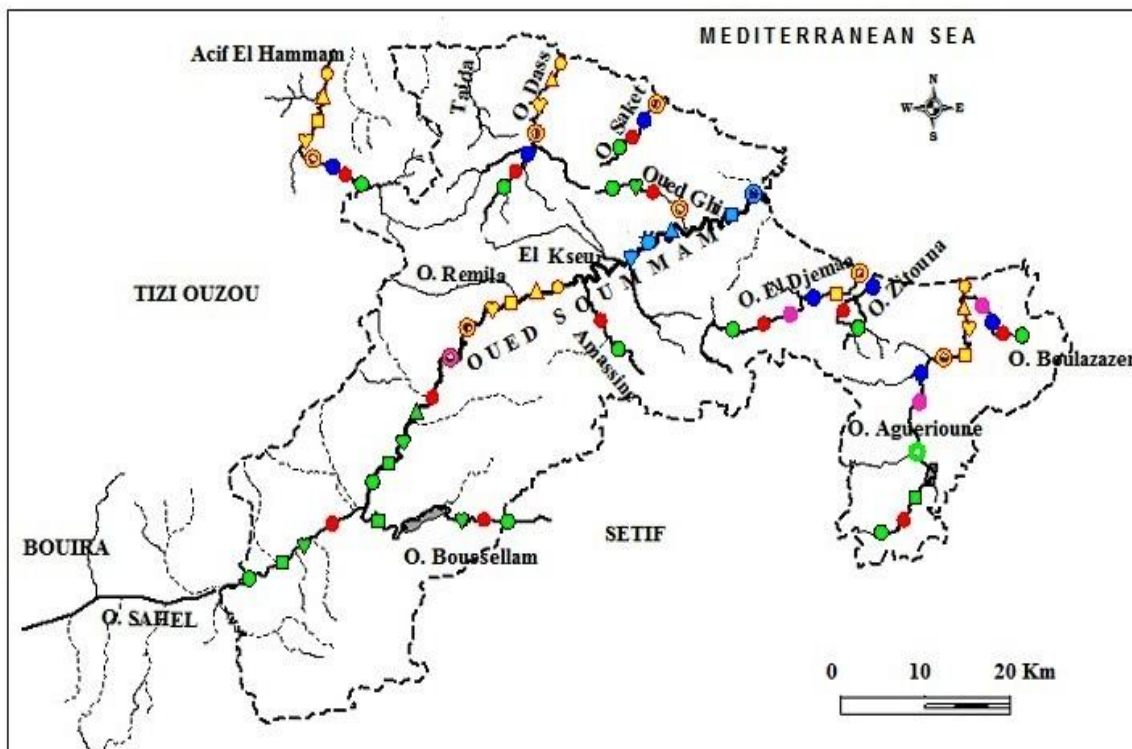 MEDITERRANEAN SEA
Acif El Hammam
Taida
O. Dass
O. Saket
N
W E
S
Oued Ghir
El Kseur
O. Remila
TIZI OUZOU
OUED SOUMMAM
O. El Djemaa
O. Zitouna
Amassine
O. Boulazazen
O. Aguerioune
SETIF
BOUIRA
O. Boussellam
O. SAHEL
0 10 20 Km